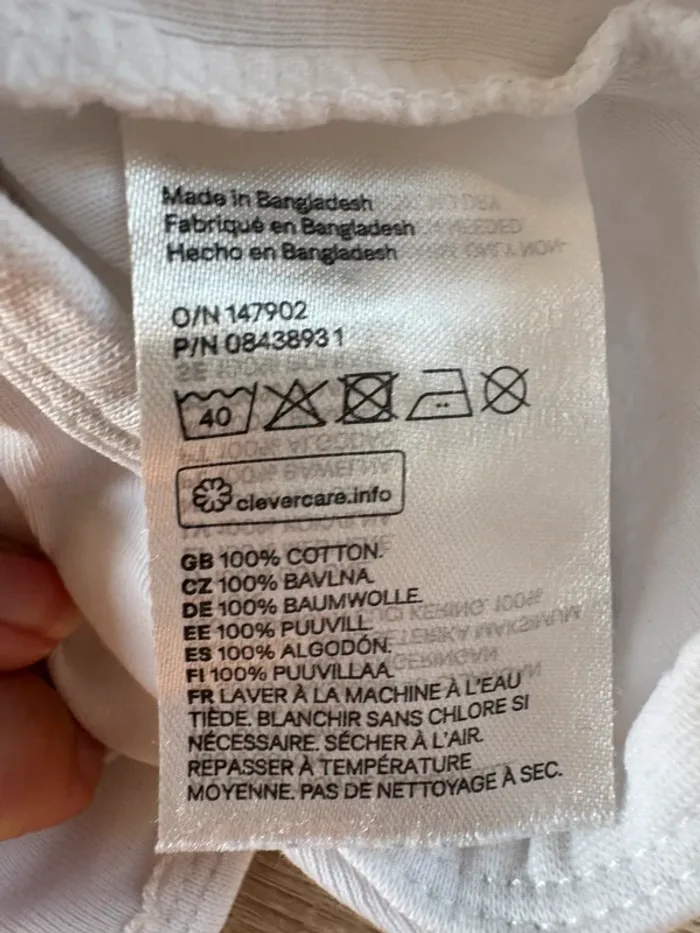 Made in Bangladesh
Fabriqué en Bangladesh
Hecho en Bangladesh
O/N 147902
P/N 08438931
40
clevercare.info
GB 100% COTTON.
CZ 100% BAVLNA.
DE 100% BAUMWOLLE.
EE 100% PUUVILL.
ES 100% ALGODÓN.
FI 100% PUUVILLAA.
FR LAVER À LA MACHINE À L'EAU
TIÈDE. BLANCHIR SANS CHLORE SI
NÉCESSAIRE. SÉCHER À L'AIR.
REPASSER À TEMPÉRATURE
MOYENNE. PAS DE NETTOYAGE À SEC.